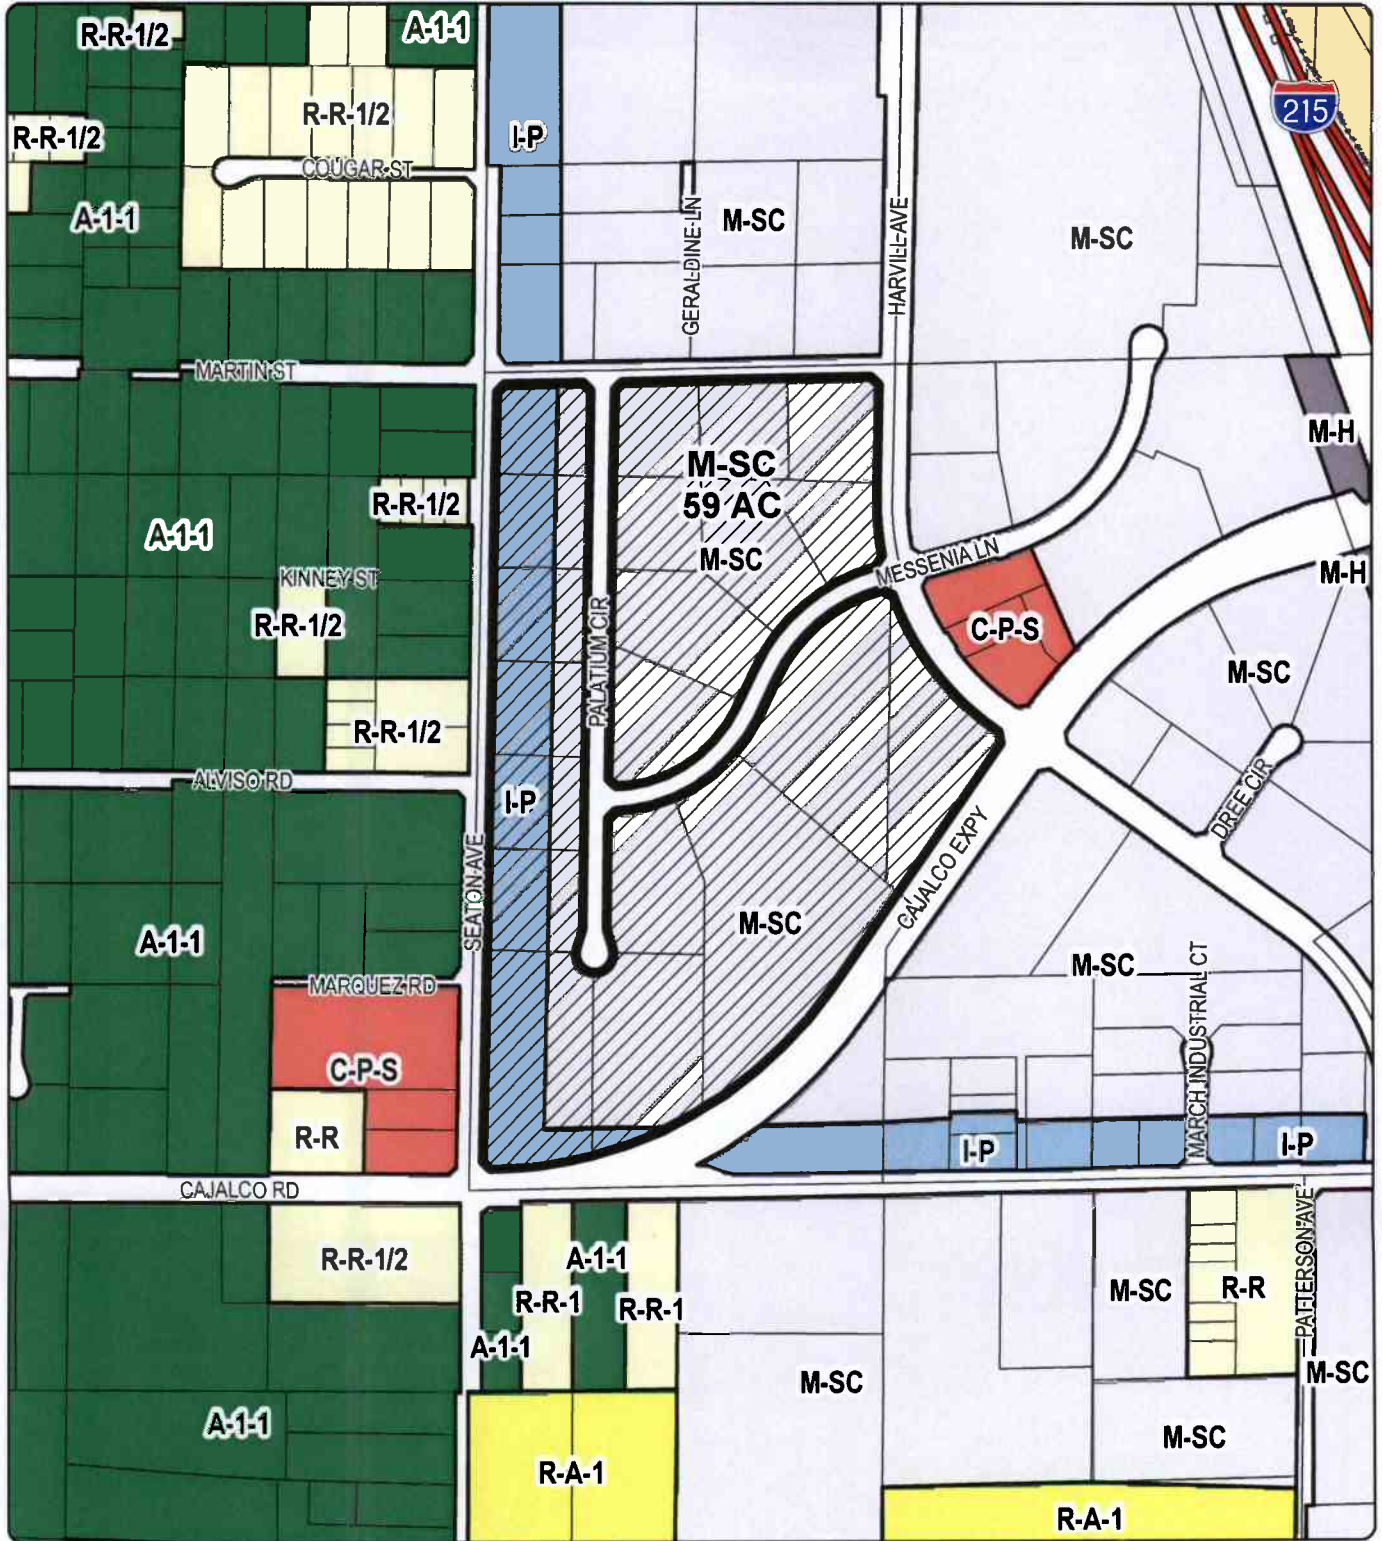 R-R-1/2
A-1-1
R-R-1/2
I-P
215
R-R-1/2
COUGAR ST
A-1-1
M-SC
M-SC
GERALDINE LN
HARVILL AVE
MARTIN ST
M-H
M-SC
59 AC
R-R-1/2
A-1-1
M-SC
MESSENIA LN
KINNEY ST
M-H
R-R-1/2
C-P-S
PALATIUM CIR
M-SC
R-R-1/2
ALVISO RD
I-P
DREE CIR
SEATON AVE
CAJALCO EXPY
A-1-1
M-SC
M-SC
MARQUEZ RD
MARCH INDUSTRIAL CT
C-P-S
R-R
I-P
I-P
CAJALCO RD
R-R-1/2
A-1-1
PATTERSON AVE
M-SC
R-R
R-R-1
R-R-1
A-1-1
M-SC
M-SC
A-1-1
M-SC
R-A-1
R-A-1